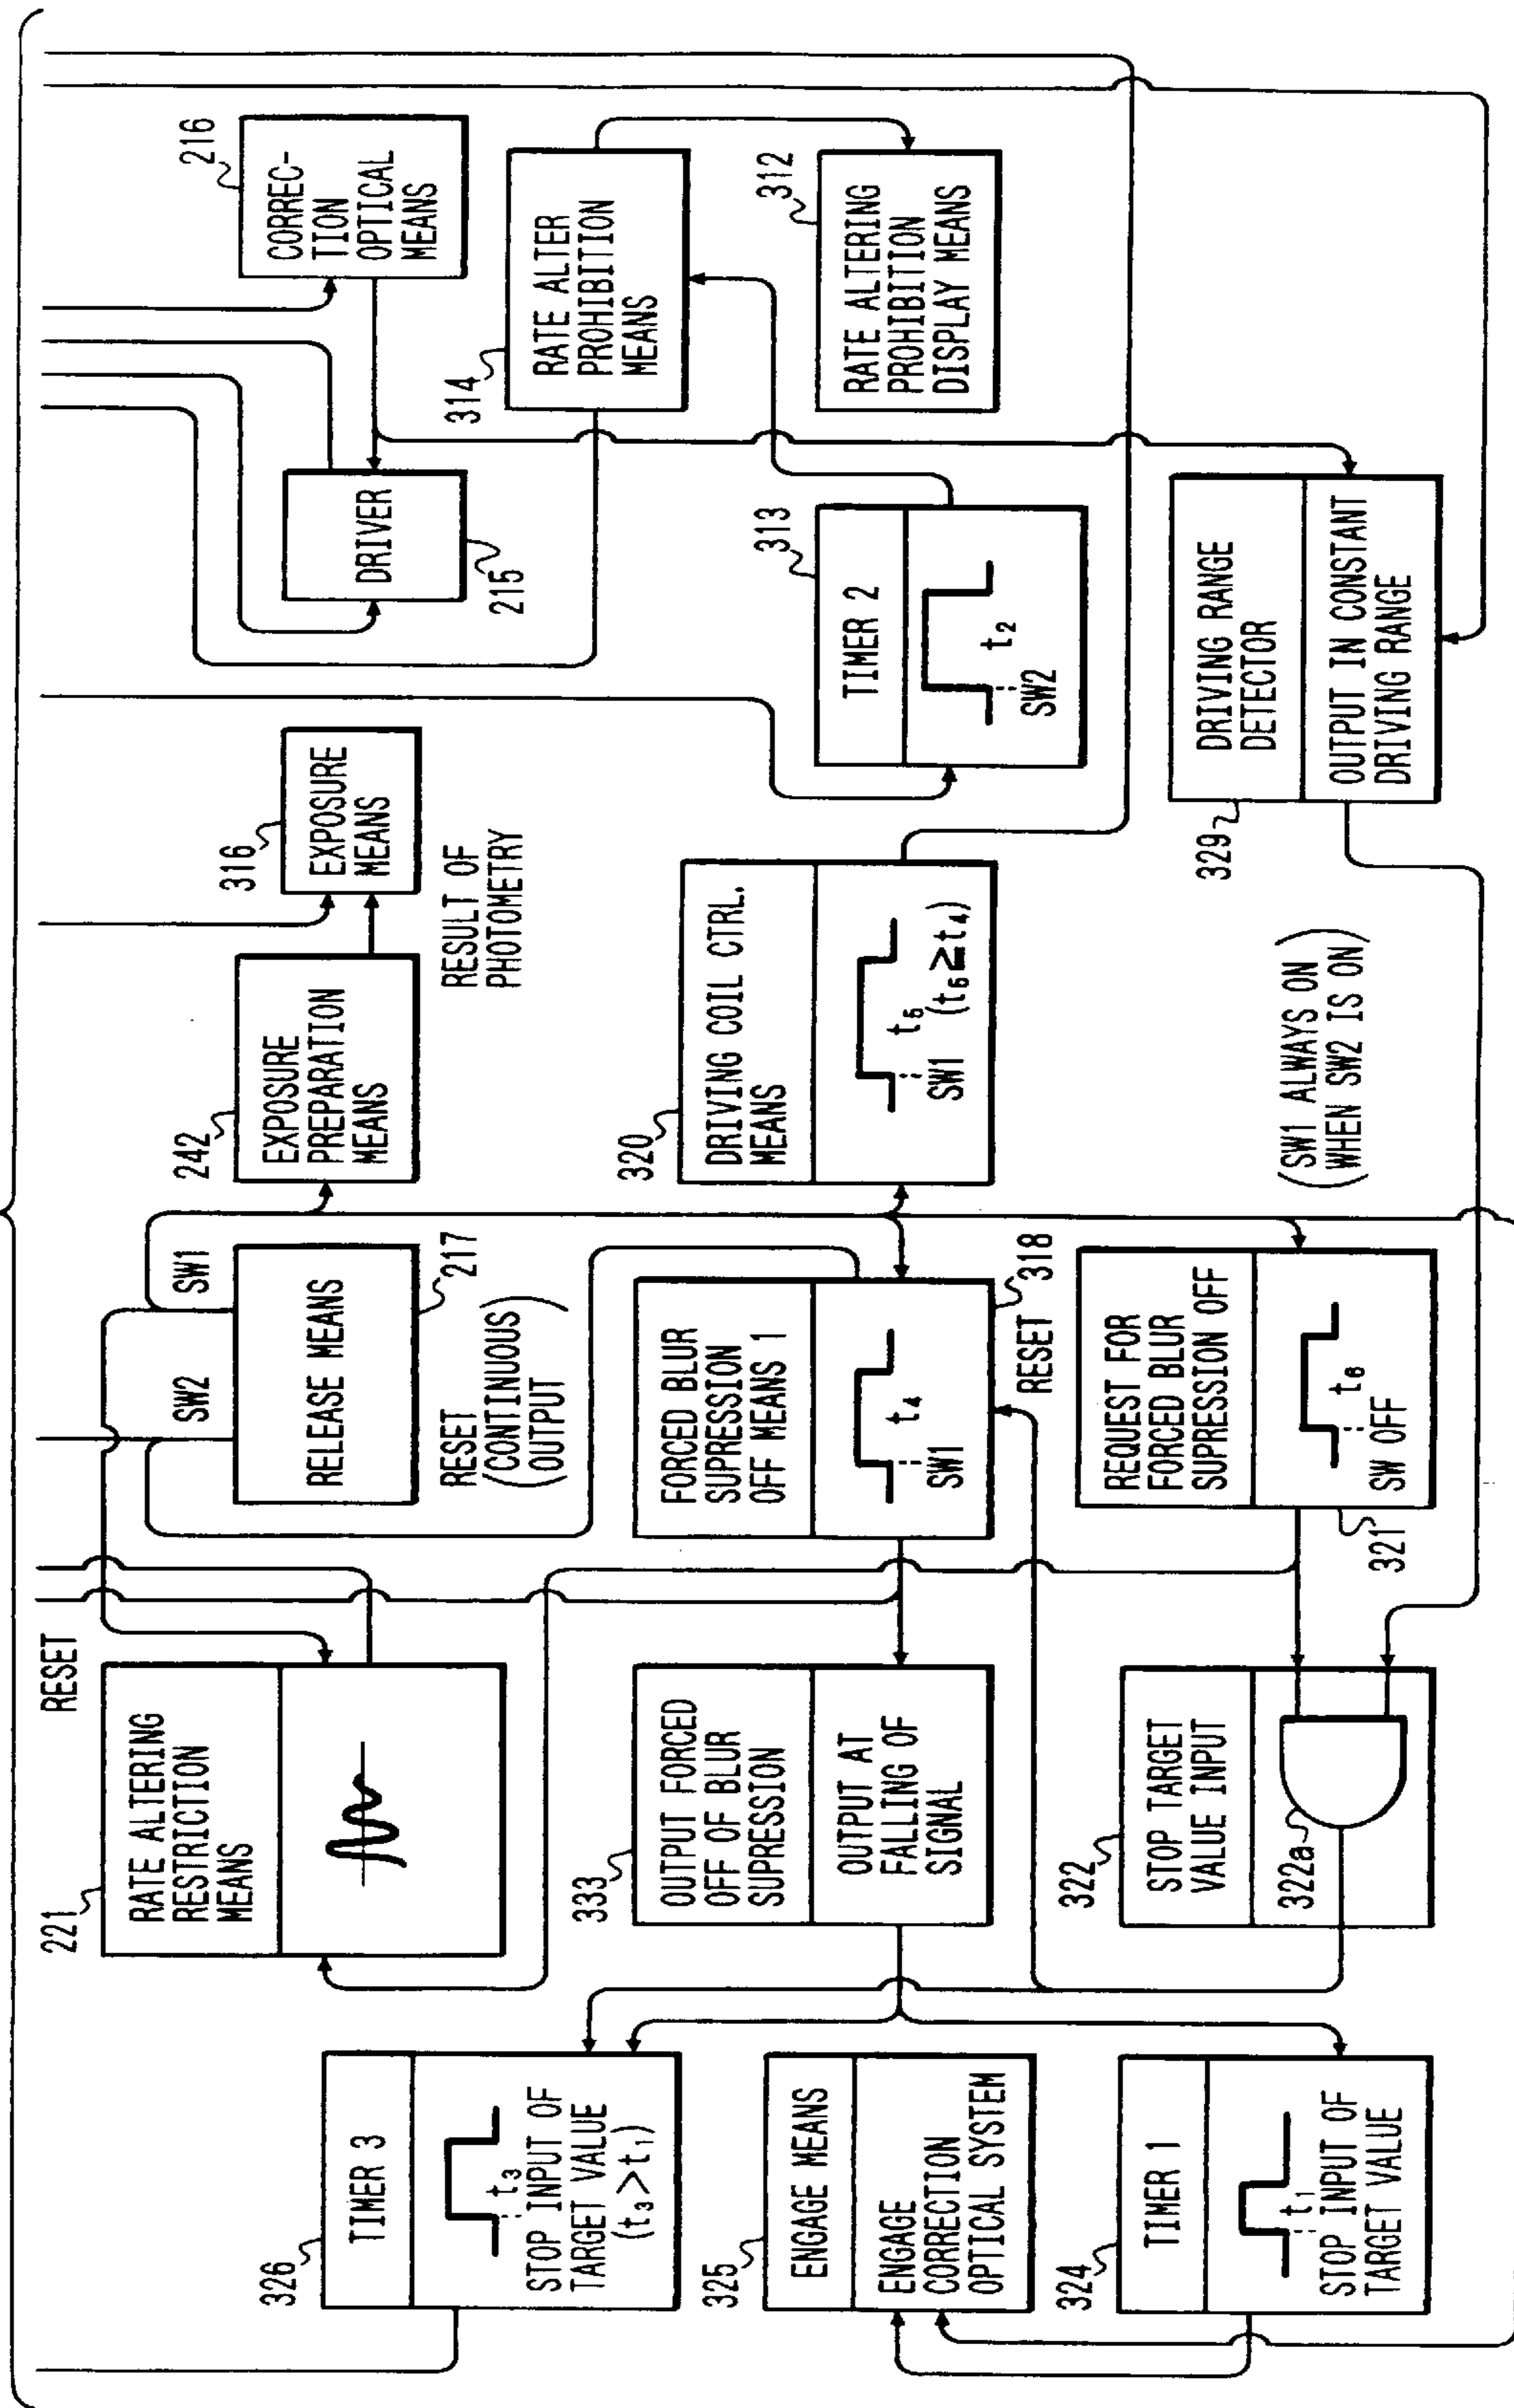 326
TIMER 3
t3
STOP INPUT OF
TARGET VALUE
(t3>t1)
325
ENGAGE MEANS
ENGAGE
CORRECTION
OPTICAL SYSTEM
324
TIMER 1
t1
STOP INPUT OF
TARGET VALUE
221
RESET
RATE ALTERING
RESTRICTION
MEANS
333
OUTPUT FORCED
OFF OF BLUR
SUPRESSION
OUTPUT AT
FALLING OF
SIGNAL
322
STOP TARGET
VALUE INPUT
322a
SW2
SW1
RELEASE MEANS
217
RESET
(CONTINUOUS
OUTPUT)
FORCED BLUR
SUPRESSION
OFF MEANS 1
t4
SW1
318
RESET
REQUEST FOR
FORCED BLUR
SUPRESSION OFF
t6
SW OFF
321
242
EXPOSURE
PREPARATION
MEANS
316
EXPOSURE
MEANS
RESULT OF
PHOTOMETRY
320
DRIVING COIL CTRL.
MEANS
t5
SW1
(t6≧t4)
(SW1 ALWAYS ON
WHEN SW2 IS ON)
DRIVER
215
216
CORREC-
TION
OPTICAL
MEANS
314
RATE ALTER
PROHIBITION
MEANS
313
TIMER 2
t2
SW2
312
RATE ALTERING
PROHIBITION
DISPLAY MEANS
329
DRIVING RANGE
DETECTOR
OUTPUT IN CONSTANT
DRIVING RANGE